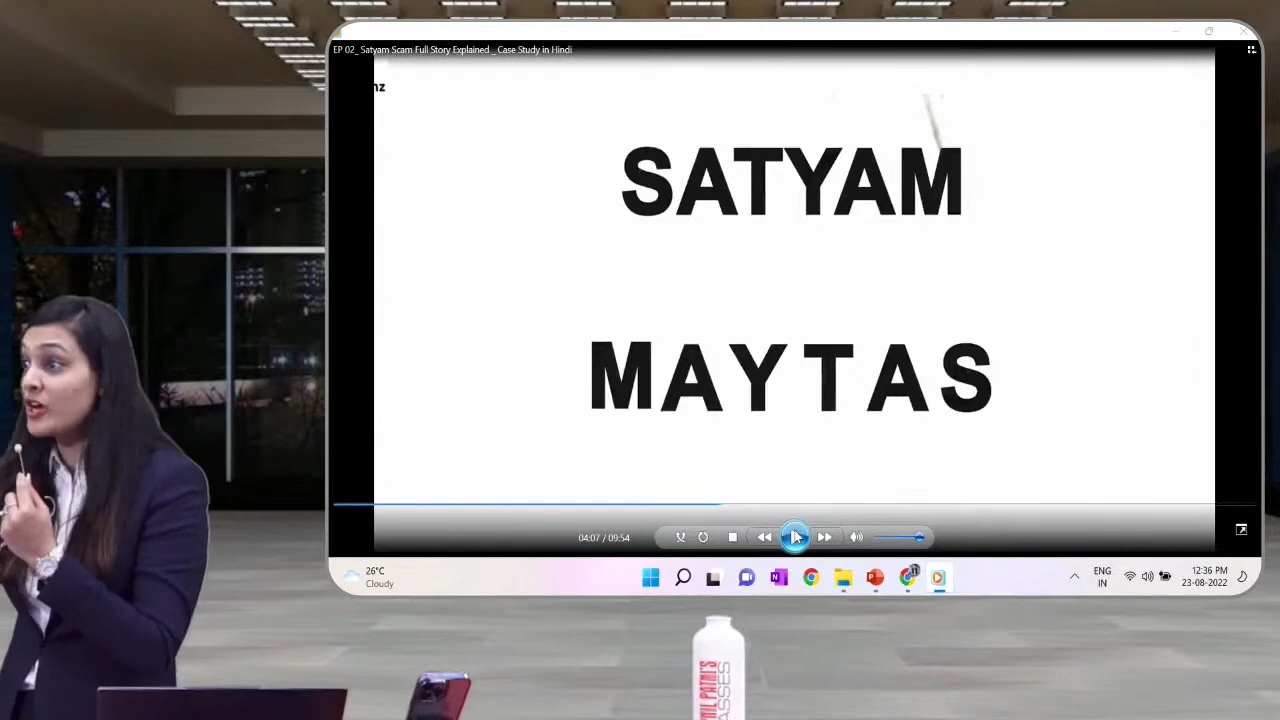 EP 02_ Satyam Scam Full Story Explained _ Case Study in Hindi
nz
SATYAM
MAYTAS
04:07 / 09:54
26°C
Cloudy
ENG
IN
12:36 PM
23-08-2022